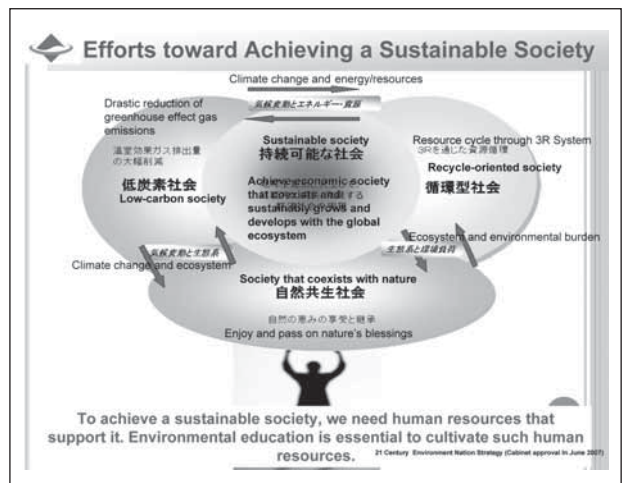 Efforts toward Achieving a Sustainable Society
Climate change and energy/resources
気候変動とエネルギー・資源
Drastic reduction of
greenhouse effect gas
emissions
温室効果ガス排出量
の大幅削減
低炭素社会
Low-carbon society
Sustainable society
持続可能な社会
Achieve economic society
that coexists and
sustainably grows and
develops with the global
ecosystem
Resource cycle through 3R System
3Rを通じた資源循環
Recycle-oriented society
循環型社会
気候変動と生態系
Climate change and ecosystem
Ecosystem and environmental burden
生態系と環境負荷
Society that coexists with nature
自然共生社会
自然の恵みの享受と継承
Enjoy and pass on nature's blessings
To achieve a sustainable society, we need human resources that
support it. Environmental education is essential to cultivate such human
resources.
21 Century Environment Nation Strategy (Cabinet approval in June 2007)